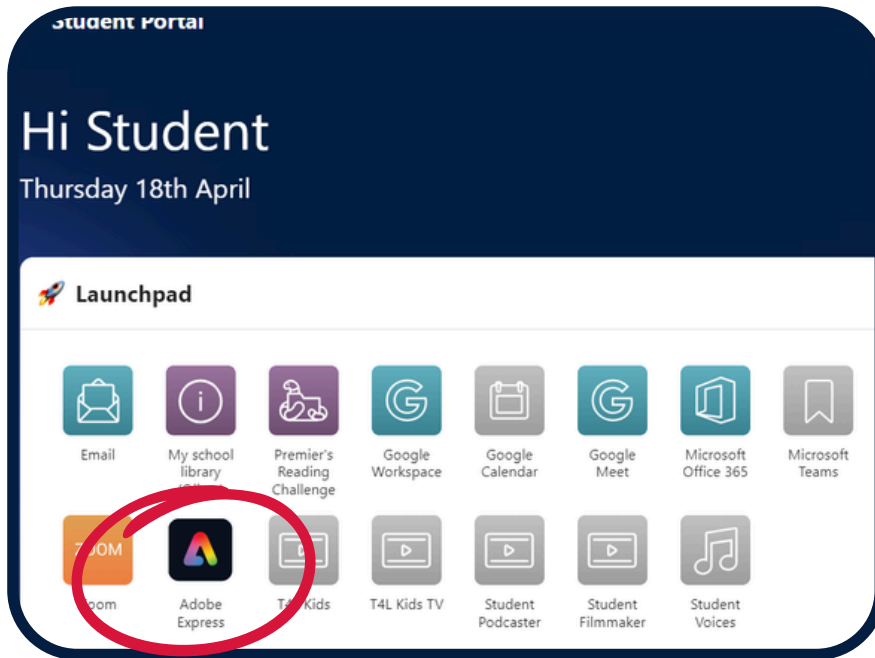 Student Portal
Hi Student
Thursday 18th April
Launchpad
Email
My school
library
Premier's
Reading
Challenge
Google
Workspace
Google
Calendar
Google
Meet
Microsoft
Office 365
Microsoft
Teams
ZOOM
Zoom
Adobe
Express
T4L Kids
T4L Kids TV
Student
Podcaster
Student
Filmmaker
Student
Voices